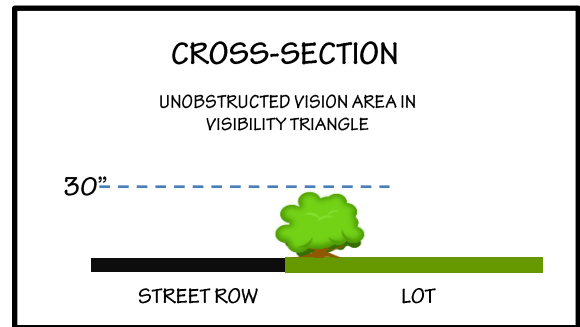 CROSS-SECTION
UNOBSTRUCTED VISION AREA IN
VISIBILITY TRIANGLE
30”
STREET ROW
LOT